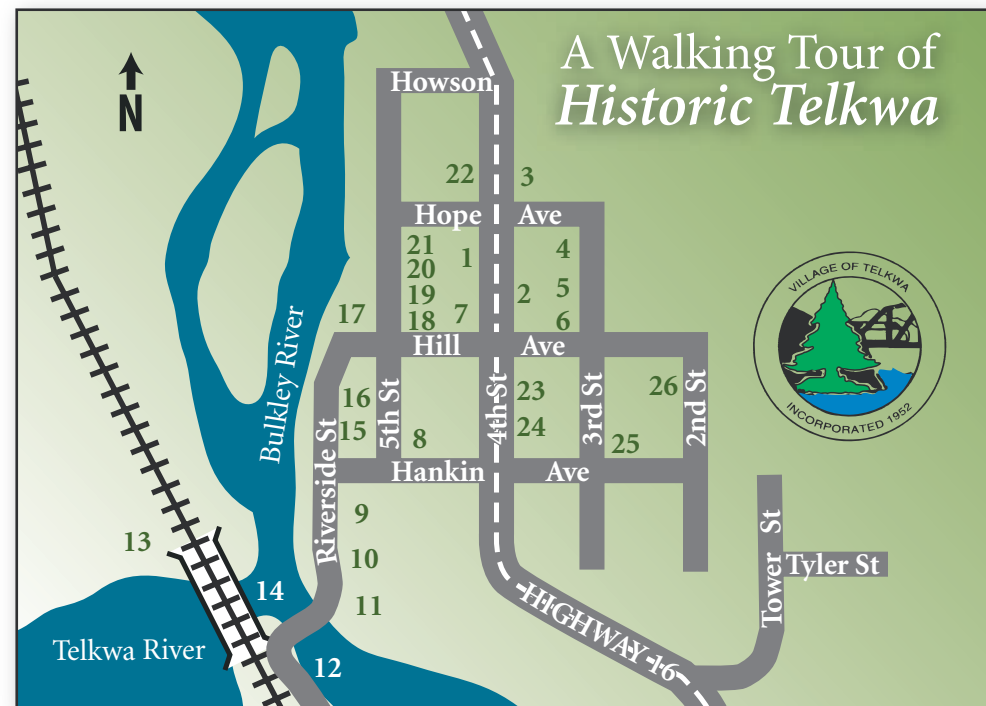 A Walking Tour of
Historic Telkwa
N
Howson
22
3
Hope Ave
21
1
4
20
19
2
5
17
18
7
6
Hill Ave
VILLAGE OF TELKWA
INCORPORATED 1952
Bulkley River
16
15
5th St
8
4th St
23
24
3rd St
25
26
2nd St
Riverside St
Hankin Ave
9
10
11
13
14
12
Telkwa River
HIGHWAY 16
Tower St
Tyler St